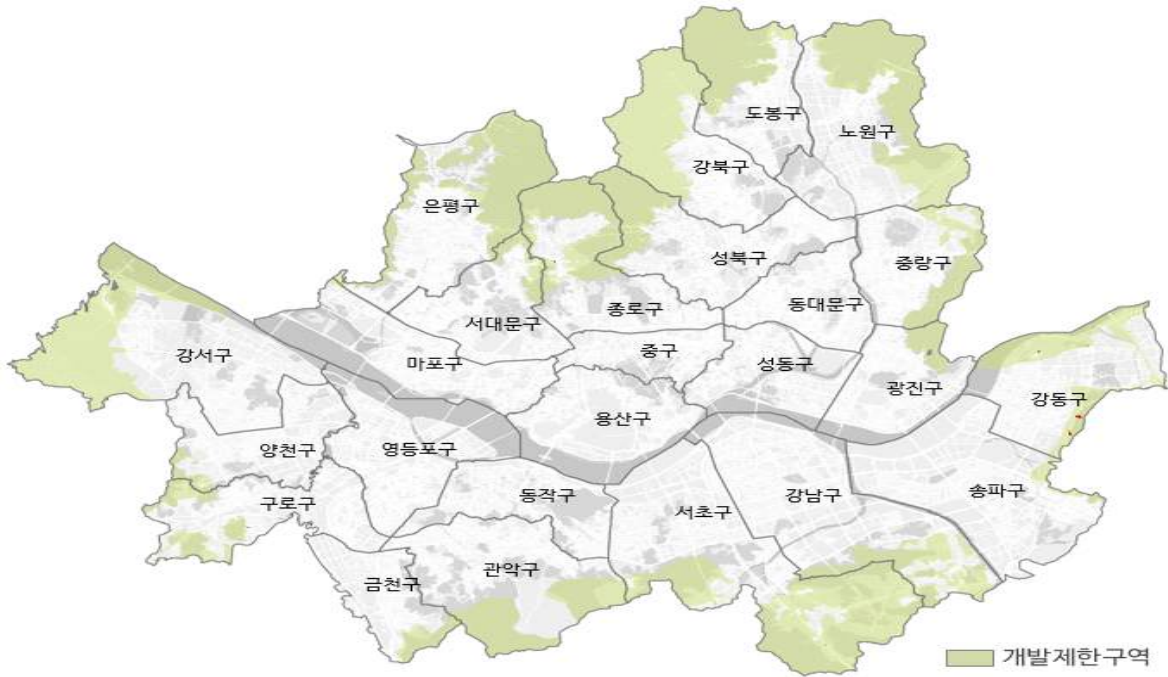 도봉구
노원구
강북구
은평구
성북구
중랑구
종로구
동대문구
서대문구
중구
강서구
마포구
성동구
광진구
강동구
용산구
양천구
영등포구
동작구
강남구
송파구
구로구
서초구
관악구
금천구
개발제한구역